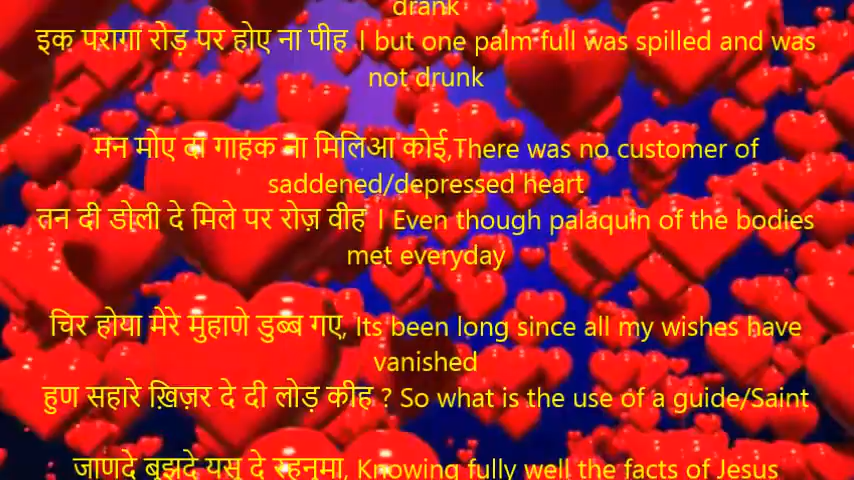 drank
इक परागा रोड़ पर होए ना पीह । but one palm full was spilled and was
not drunk
मन मोए दा गाहक ना मिलिआ कोई,There was no customer of
saddened/depressed heart
तन दी डोली दे मिले पर रोज़ वीह । Even though palaquin of the bodies
met everyday
चिर होया मेरे मुहाणे डुब्ब गए, Its been long since all my wishes have
vanished
हुण सहारे ख़िज़र दे दी लोड़ कीह ? So what is the use of a guide/Saint
जाणदे बुझदे यसू दे रहनुमा, Knowing fully well the facts of Jesus